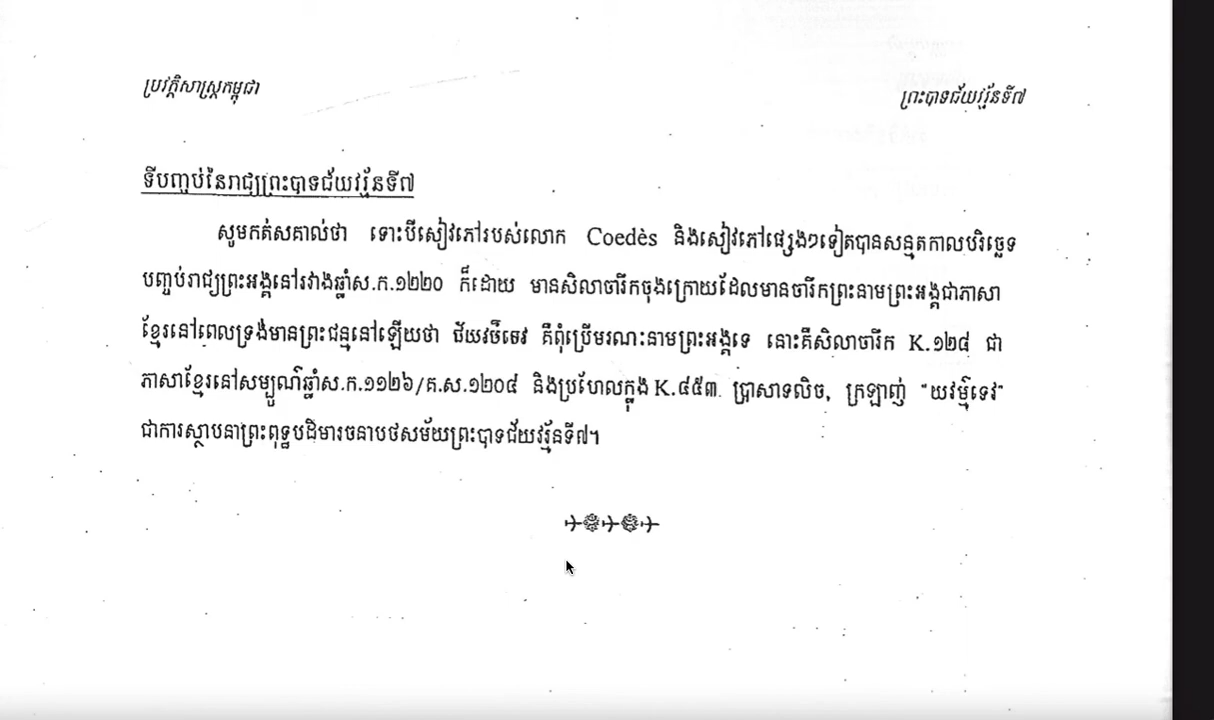 ប្រវត្តិសាស្ត្រកម្ពុជា
ព្រះបាទជ័យវរ្ម័នទី៧
ទីបញ្ចប់នៃរាជ្យព្រះបាទជ័យវរ្ម័នទី៧
សូមកត់សគាល់ថា ទោះបីសៀវភៅរបស់លោក Coedès និងសៀវភៅផ្សេងៗទៀតបានសន្មតកាលបរិច្ឆេទ
បញ្ចប់រាជ្យព្រះអង្គនៅរវាងឆ្នាំស.ក.១២២០ ក៏ដោយ មានសិលាចារឹកចុងក្រោយដែលមានចារឹកព្រះនាមព្រះអង្គជាភាសា
ខ្មែរនៅពេលទ្រង់មានព្រះជន្មនៅឡើយថា ជ័យវម៌ទេវ គឺពុំប្រើមរណៈនាមព្រះអង្គទេ នោះគឺសិលាចារឹក K.១២៨ ជា
ភាសាខ្មែរនៅសម្បូណ៌ឆ្នាំស.ក.១១២៦/គ.ស.១២០៤ និងប្រហែលក្នុង K.៨៥៣ ប្រាសាទលិច, ក្រឡាញ់ "យវម្ម៌ទេវ"
ជាការស្ថាបនាព្រះពុទ្ធបដិមារចនាបថសម័យព្រះបាទជ័យវរ្ម័នទី៧។